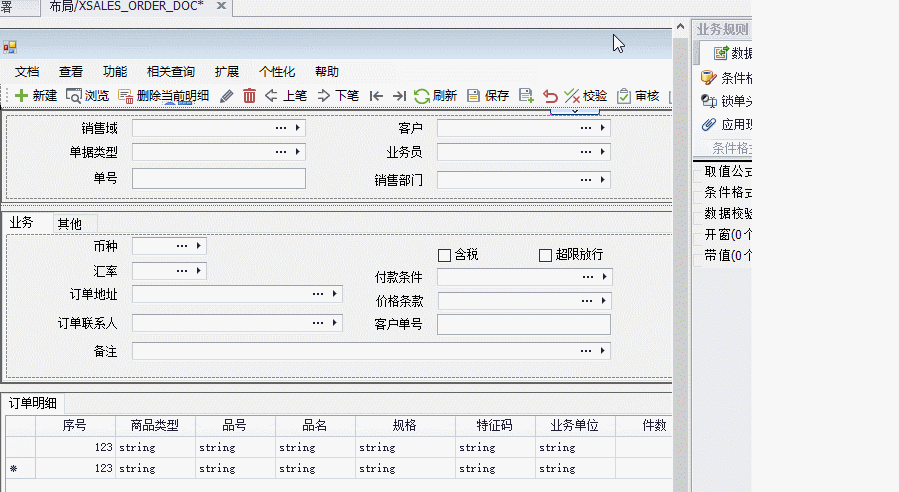 署
布局/XSALES_ORDER_DOC*
文档 查看 功能 相关查询 扩展 个性化 帮助
新建 浏览 删除当前明细 上笔 下笔 刷新 保存 校验 审核
销售域 客户
单据类型 业务员
单号 销售部门
业务 其他
币种
含税 超限放行
汇率 付款条件
订单地址 价格条款
订单联系人 客户单号
备注
订单明细
序号 商品类型 品号 品名 规格 特征码 业务单位 件数
123 string string string string string string
123 string string string string string string
业务规则
数据
条件格
锁单头
应用
条件格式
取值公式
条件格式
数据校验
开窗(0个
带值(0个